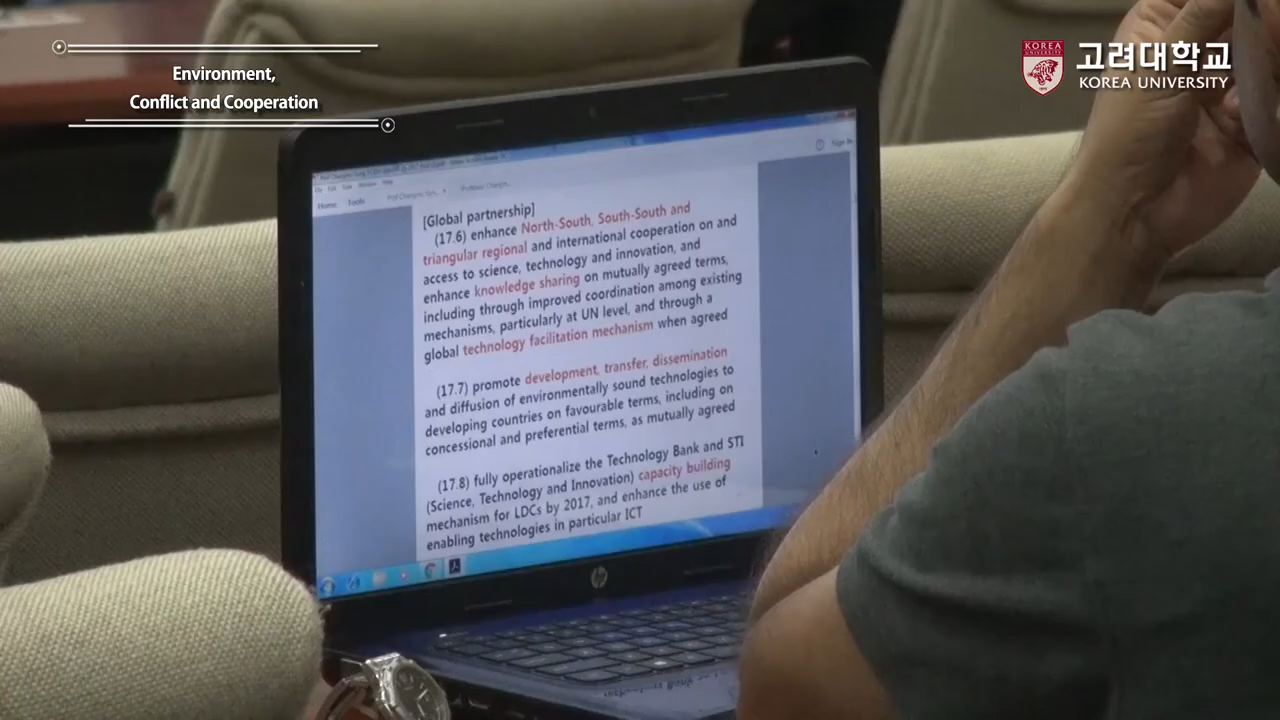 Environment,
Conflict and Cooperation
KOREA
UNIVERSITY
고려대학교
KOREA UNIVERSITY
Sign In
Home Tools
[Global partnership]
(17.6) enhance North-South, South-South and
triangular regional and international cooperation on and
access to science, technology and innovation, and
enhance knowledge sharing on mutually agreed terms,
including through improved coordination among existing
mechanisms, particularly at UN level, and through a
global technology facilitation mechanism when agreed
(17.7) promote development, transfer, dissemination
and diffusion of environmentally sound technologies to
developing countries on favourable terms, including on
concessional and preferential terms, as mutually agreed
(17.8) fully operationalize the Technology Bank and STI
(Science, Technology and Innovation) capacity building
mechanism for LDCs by 2017, and enhance the use of
enabling technologies in particular ICT
hp